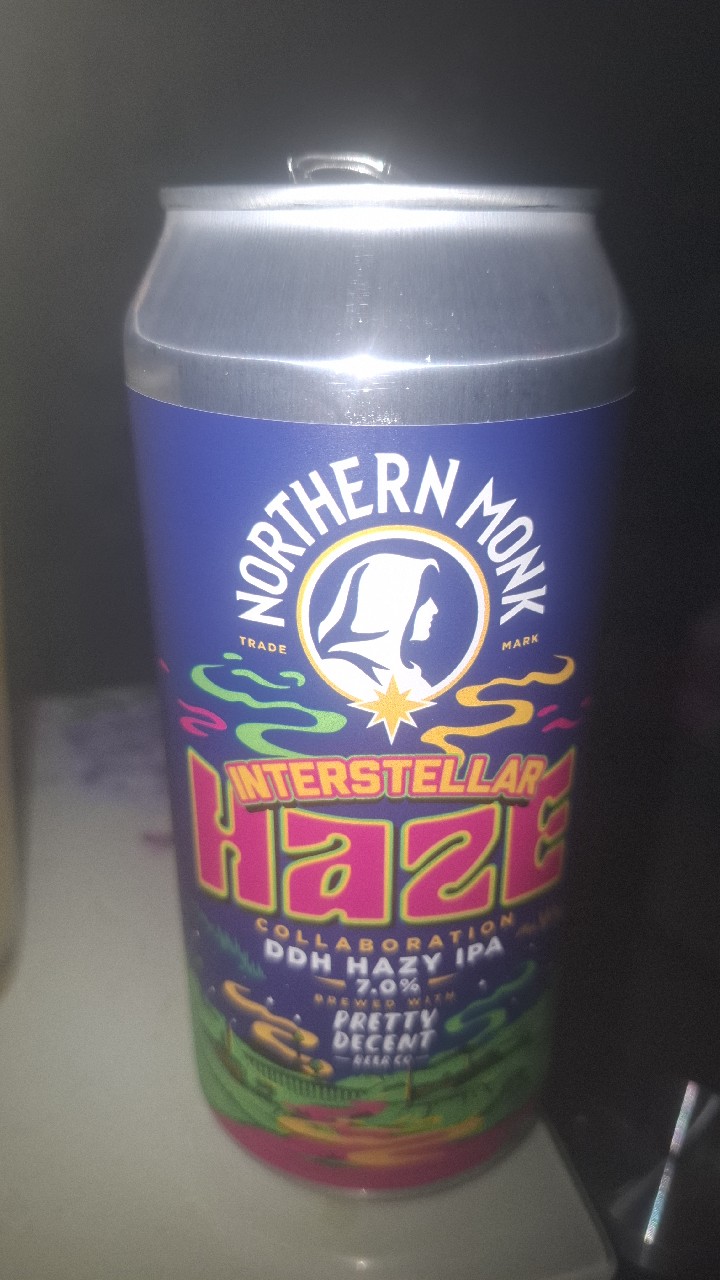 NORTHERN MONK
TRADE MARK
INTERSTELLAR
HaZE
COLLABORATION
DDH HAZY IPA
7.0%
BREWED WITH
PRETTY
DECENT
BEER CO